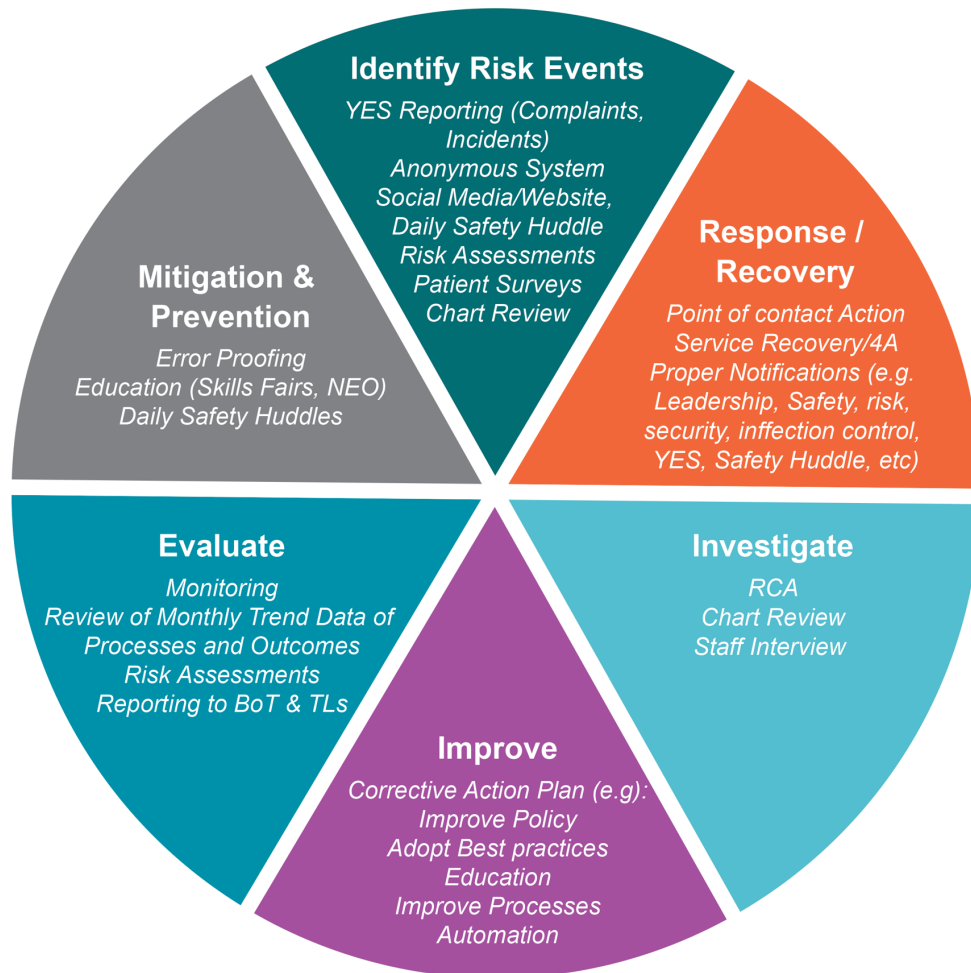 Identify Risk Events
YES Reporting (Complaints,
Incidents)
Anonymous System
Social Media/Website,
Daily Safety Huddle
Risk Assessments
Patient Surveys
Chart Review
Response /
Recovery
Point of contact Action
Service Recovery/4A
Proper Notifications (e.g.
Leadership, Safety, risk,
security, inffection control,
YES, Safety Huddle, etc)
Investigate
RCA
Chart Review
Staff Interview
Improve
Corrective Action Plan (e.g):
Improve Policy
Adopt Best practices
Education
Improve Processes
Automation
Evaluate
Monitoring
Review of Monthly Trend Data of
Processes and Outcomes
Risk Assessments
Reporting to BoT & TLs
Mitigation &
Prevention
Error Proofing
Education (Skills Fairs, NEO)
Daily Safety Huddles